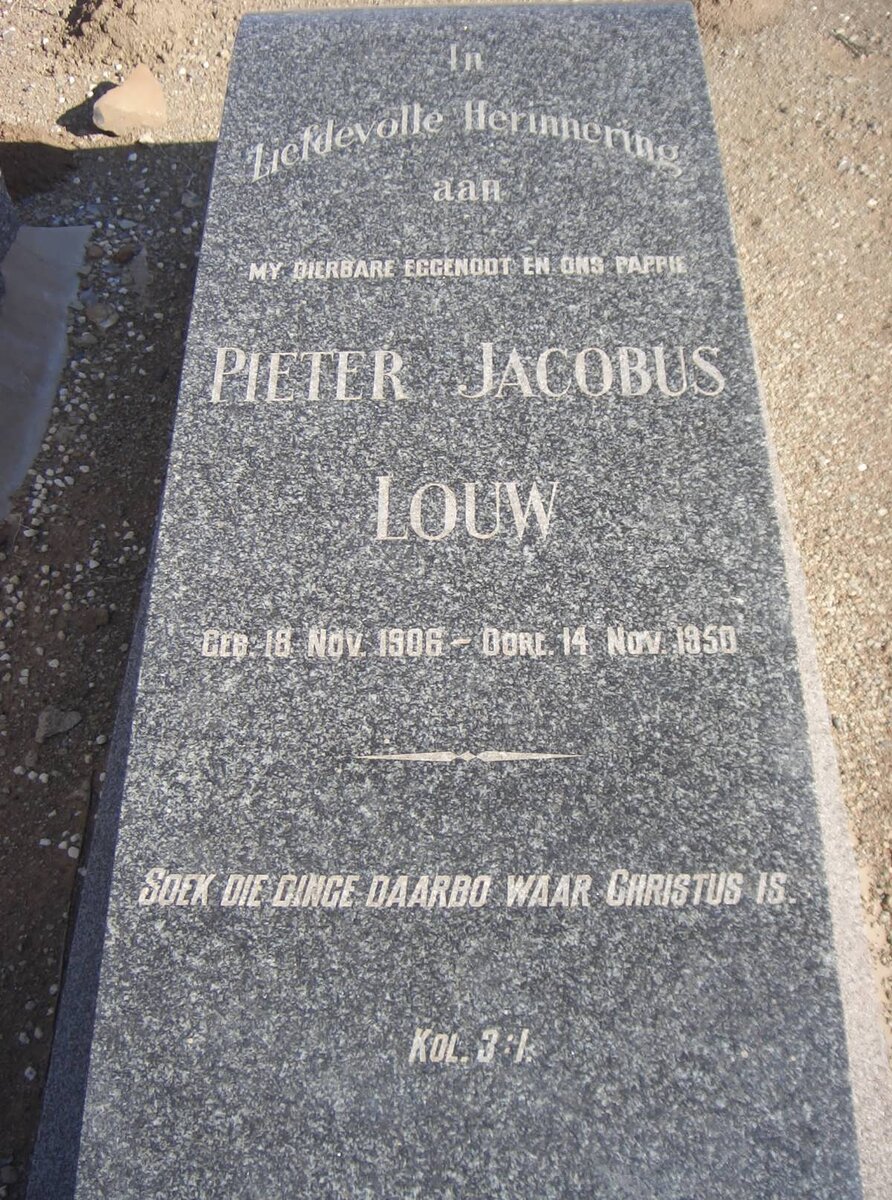 In
Liefdevolle Herinnering
aan
MY DIERBARE EGGENOOT EN ONS PAPPIE
PIETER JACOBUS
LOUW
GEB. 18 NOV. 1906 - OORL. 14 NOV. 1950
SOEK DIE DINGE DAARBO WAAR CHRISTUS IS.
KOL. 3:1.